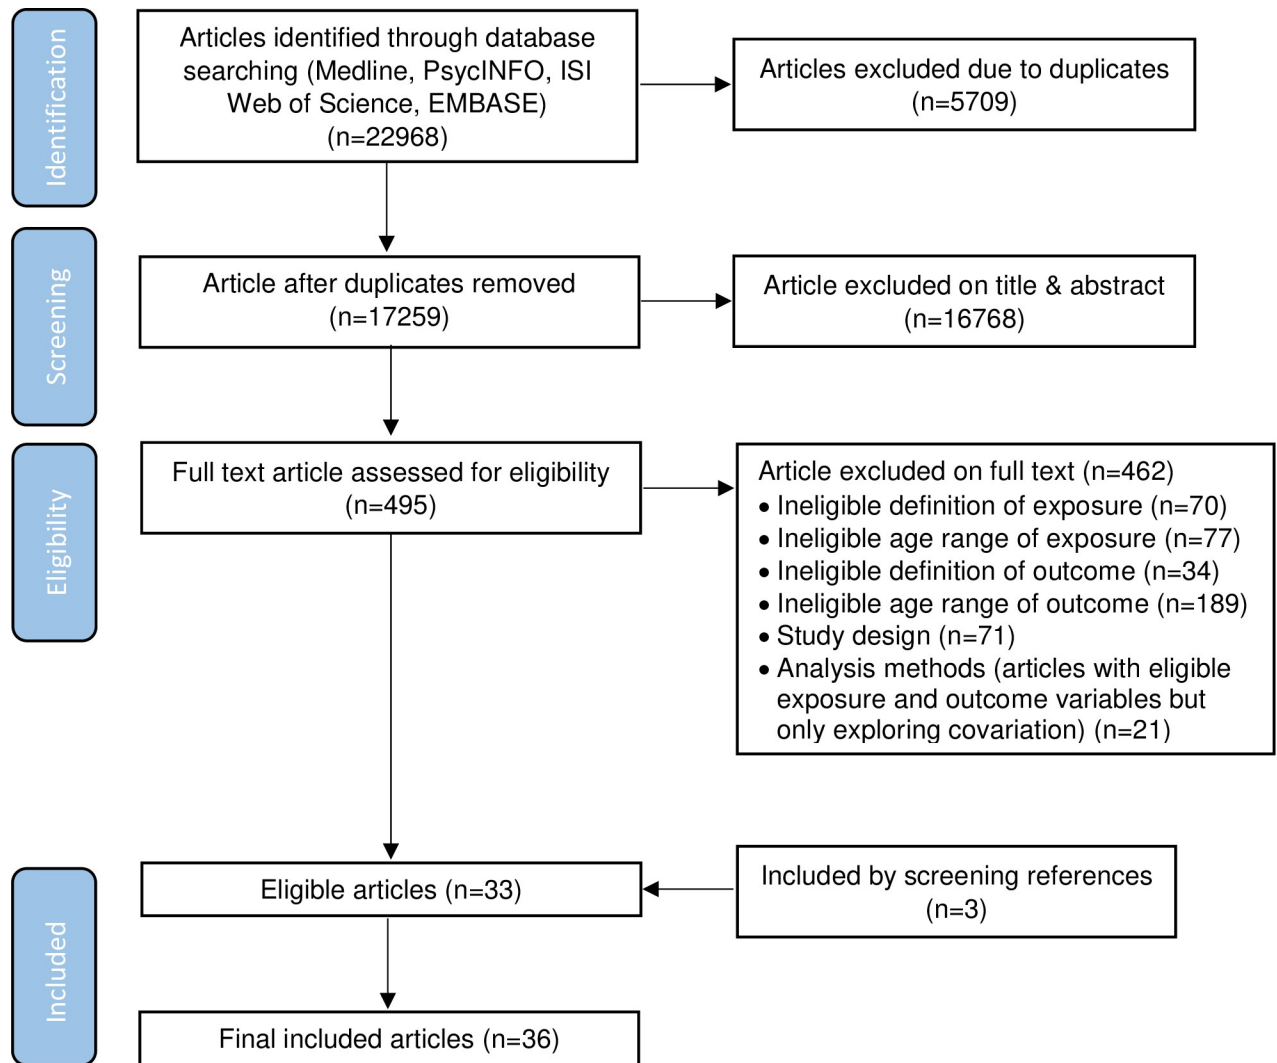 Identification
Articles identified through database
searching (Medline, PsycINFO, ISI
Web of Science, EMBASE)
(n=22968)
Articles excluded due to duplicates
(n=5709)
Screening
Article after duplicates removed
(n=17259)
Article excluded on title & abstract
(n=16768)
Eligibility
Full text article assessed for eligibility
(n=495)
Article excluded on full text (n=462)
• Ineligible definition of exposure (n=70)
• Ineligible age range of exposure (n=77)
• Ineligible definition of outcome (n=34)
• Ineligible age range of outcome (n=189)
• Study design (n=71)
• Analysis methods (articles with eligible
exposure and outcome variables but
only exploring covariation) (n=21)
Included
Eligible articles (n=33)
Included by screening references
(n=3)
Final included articles (n=36)